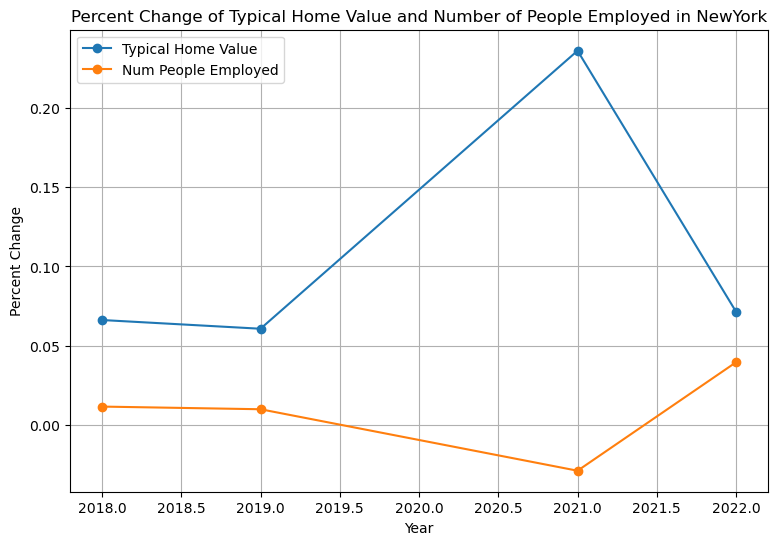 Percent Change of Typical Home Value and Number of People Employed in NewYork
Typical Home Value
Num People Employed
Percent Change
0.20
0.15
0.10
0.05
0.00
2018.0 2018.5 2019.0 2019.5 2020.0 2020.5 2021.0 2021.5 2022.0
Year